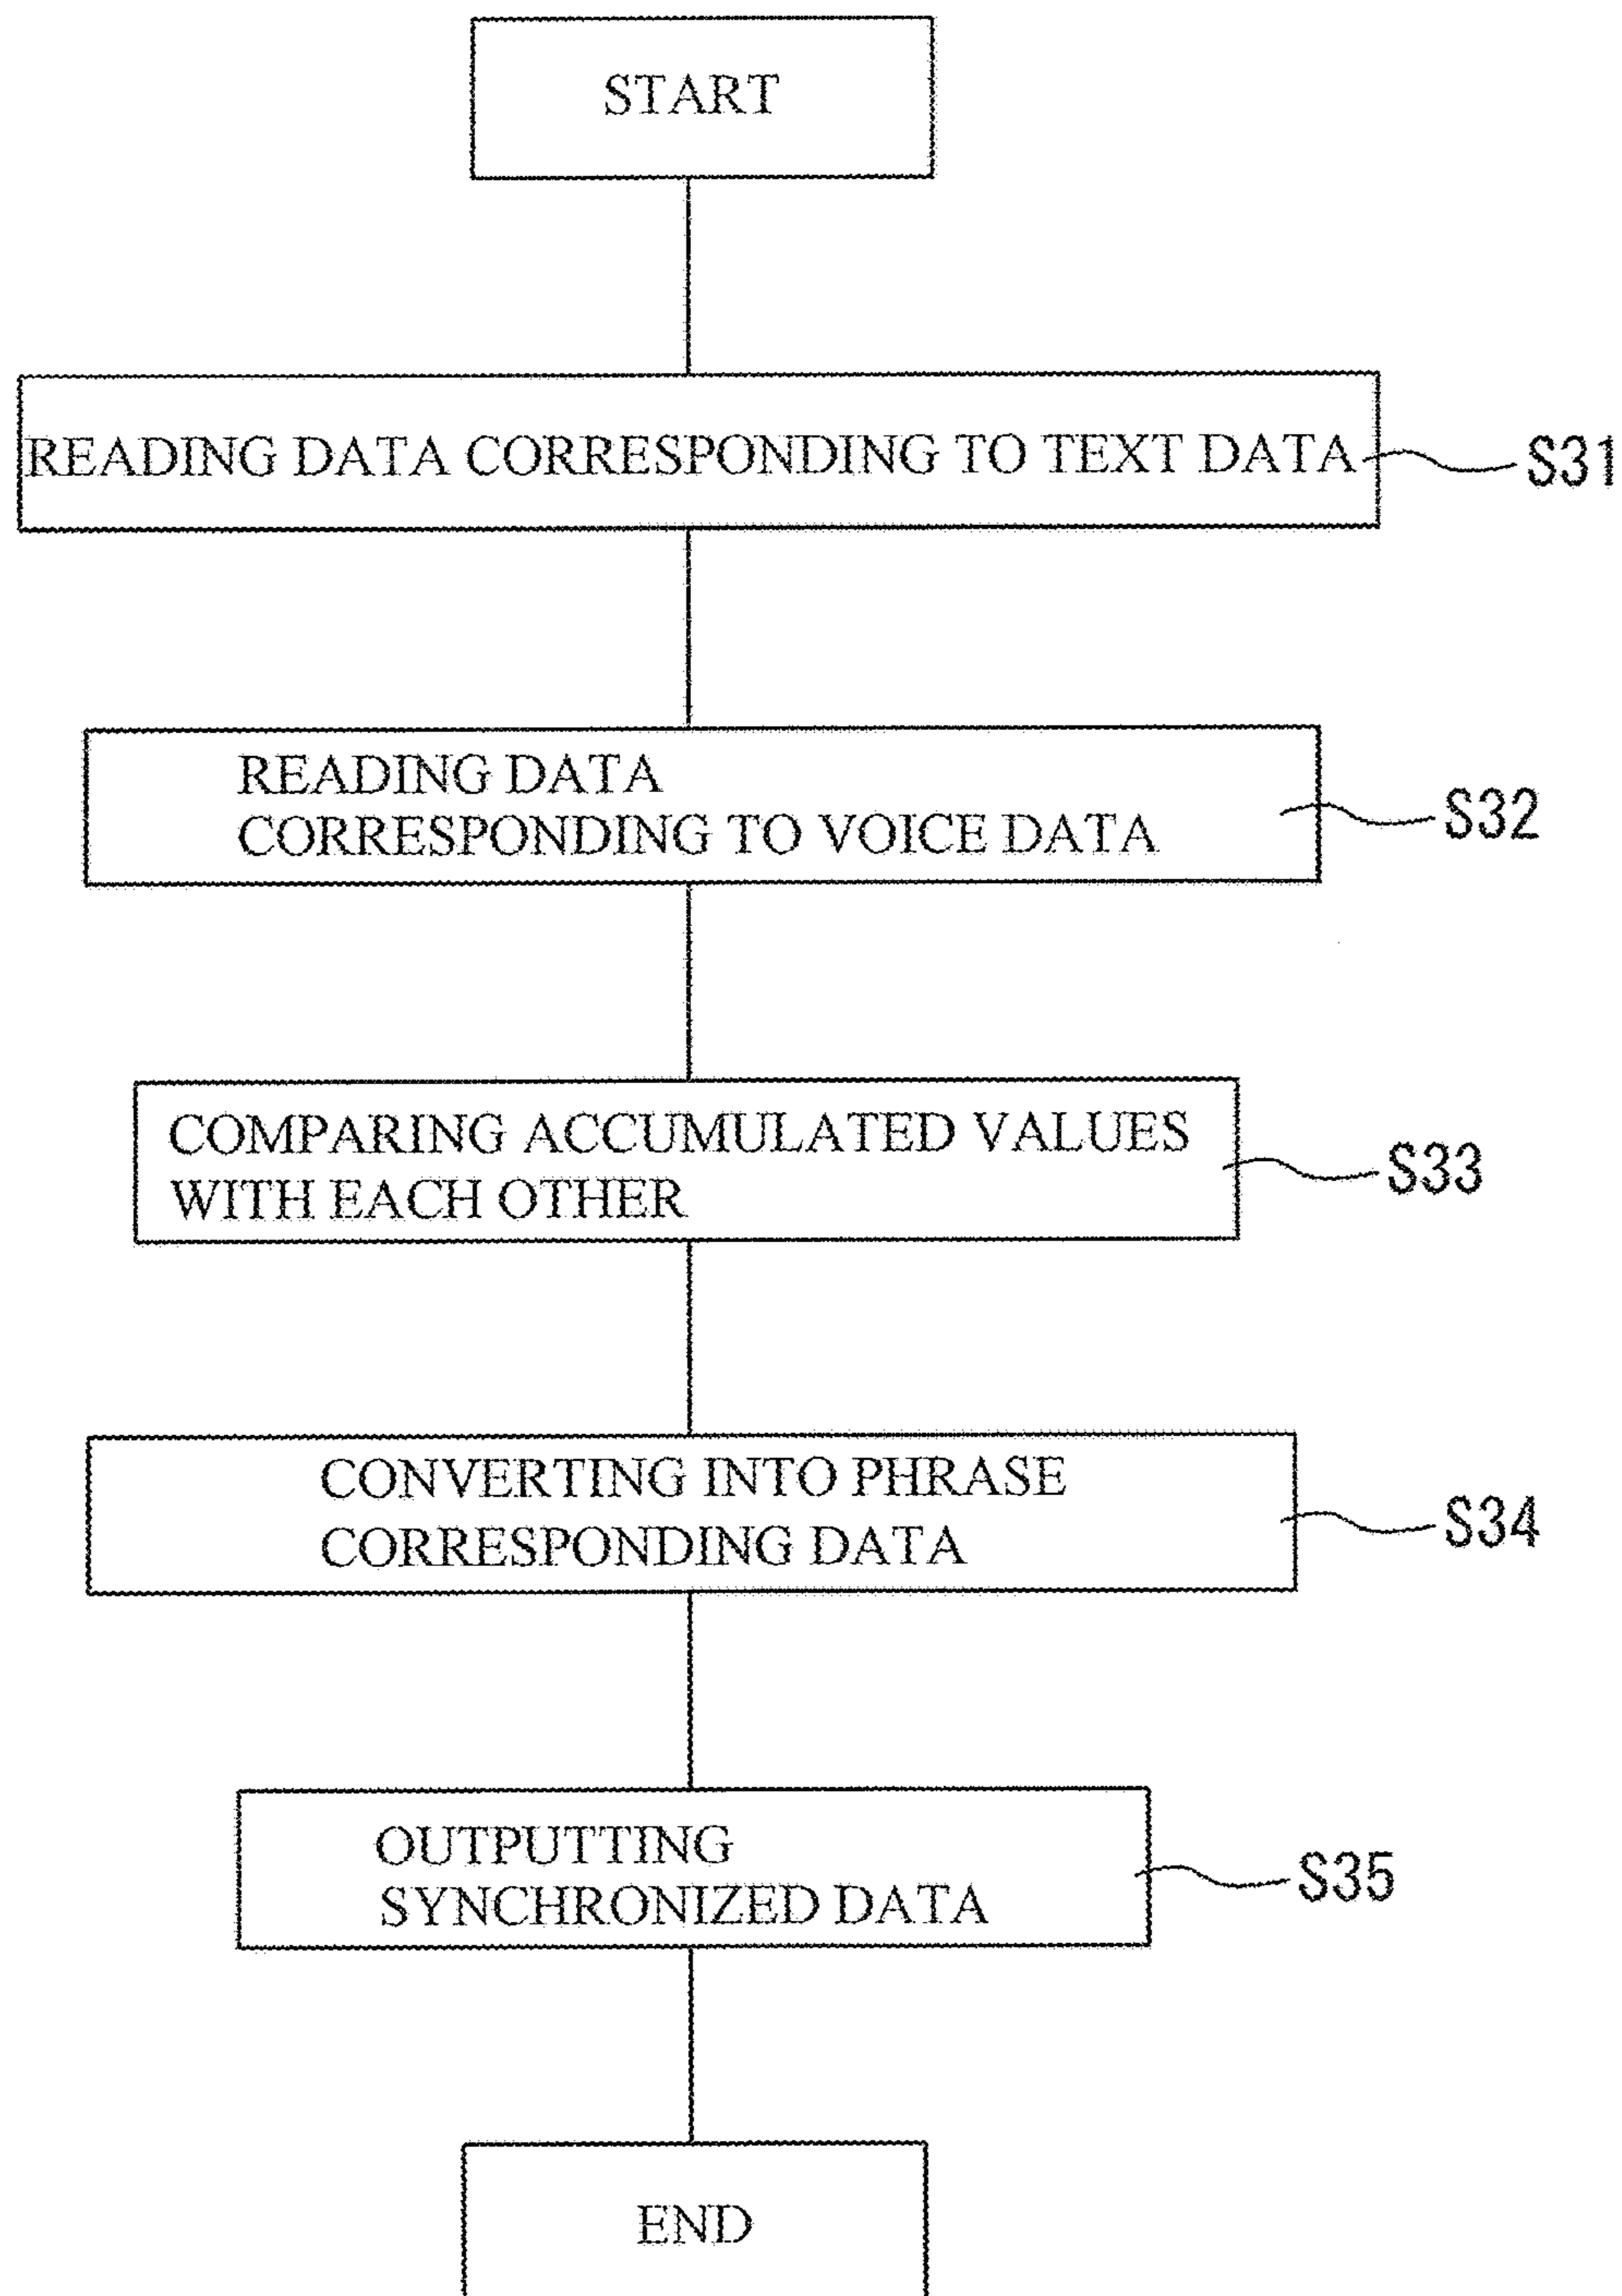 START
READING DATA CORRESPONDING TO TEXT DATA
S31
READING DATA
CORRESPONDING TO VOICE DATA
S32
COMPARING ACCUMULATED VALUES
WITH EACH OTHER
S33
CONVERTING INTO PHRASE
CORRESPONDING DATA
S34
OUTPUTTING
SYNCHRONIZED DATA
S35
END